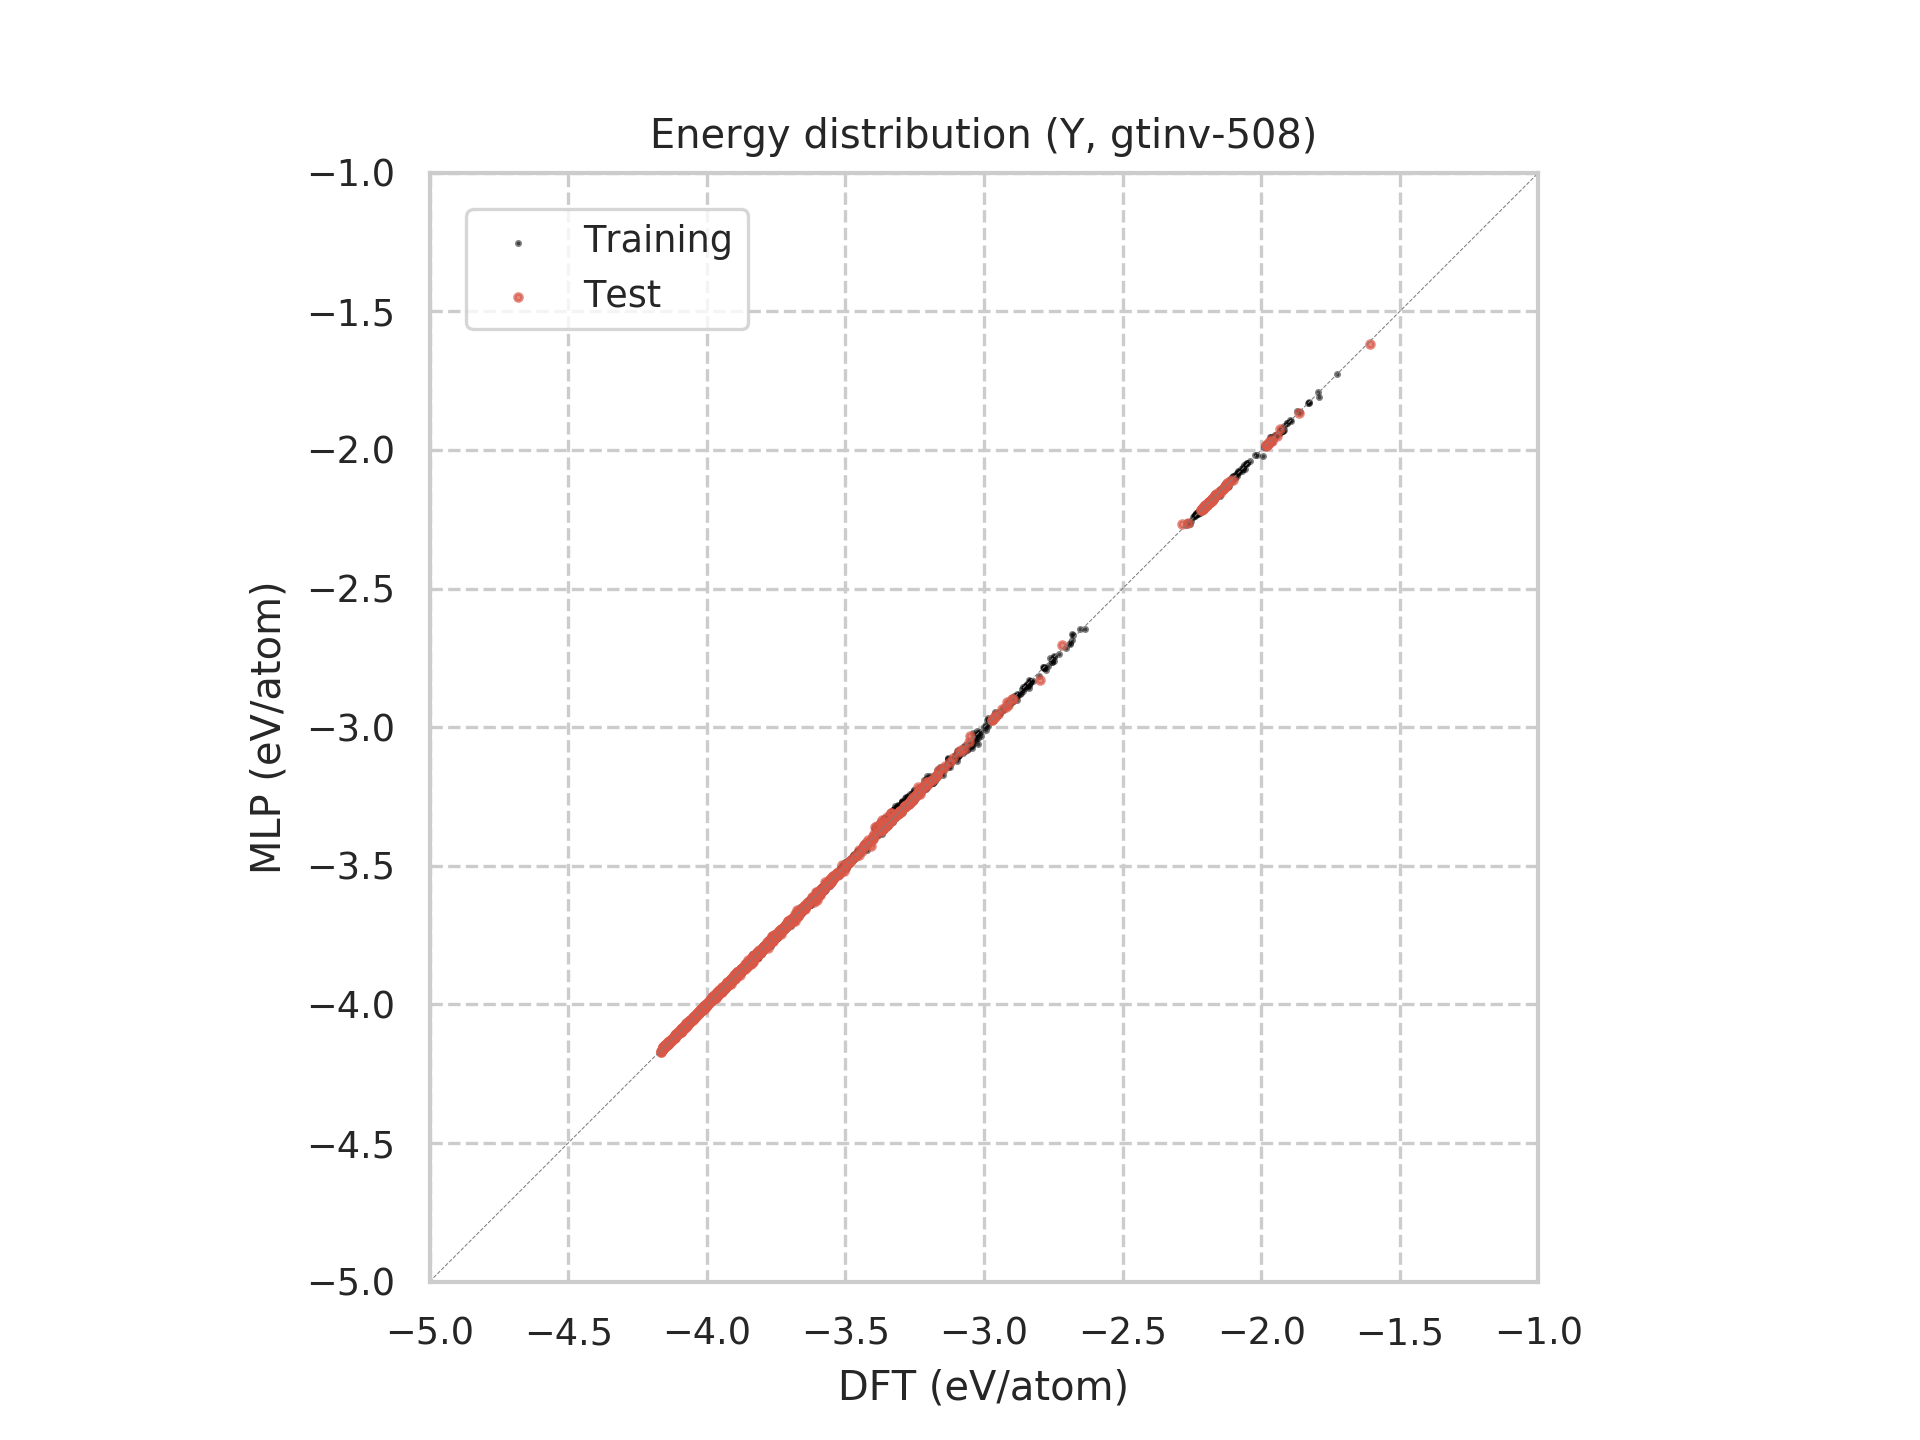 Energy distribution (Y, gtinv-508)
Training
Test
MLP (eV/atom)
−1.0
−1.5
−2.0
−2.5
−3.0
−3.5
−4.0
−4.5
−5.0
−5.0 −4.5 −4.0 −3.5 −3.0 −2.5 −2.0 −1.5 −1.0
DFT (eV/atom)